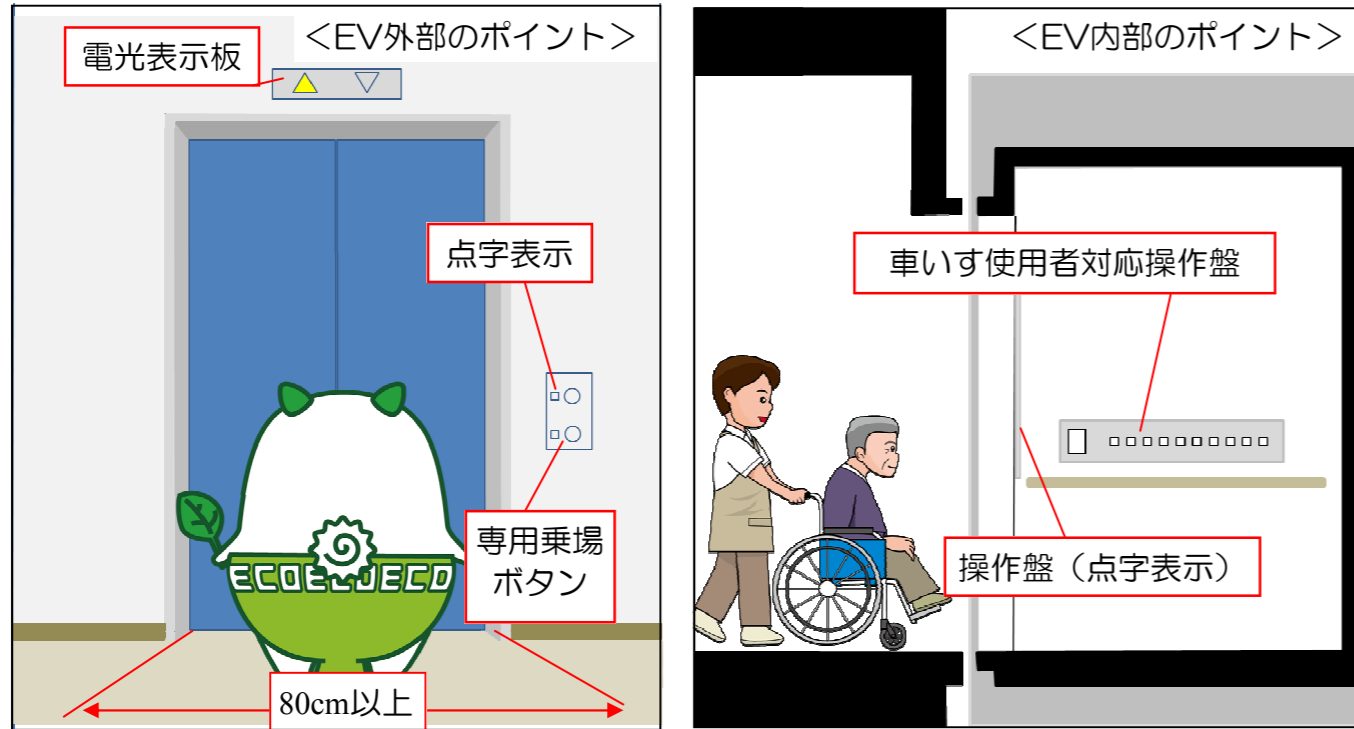 ＜EV外部のポイント＞
電光表示板
点字表示
専用乗場
ボタン
ECOECOECO
80cm以上
＜EV内部のポイント＞
車いす使用者対応操作盤
操作盤（点字表示）